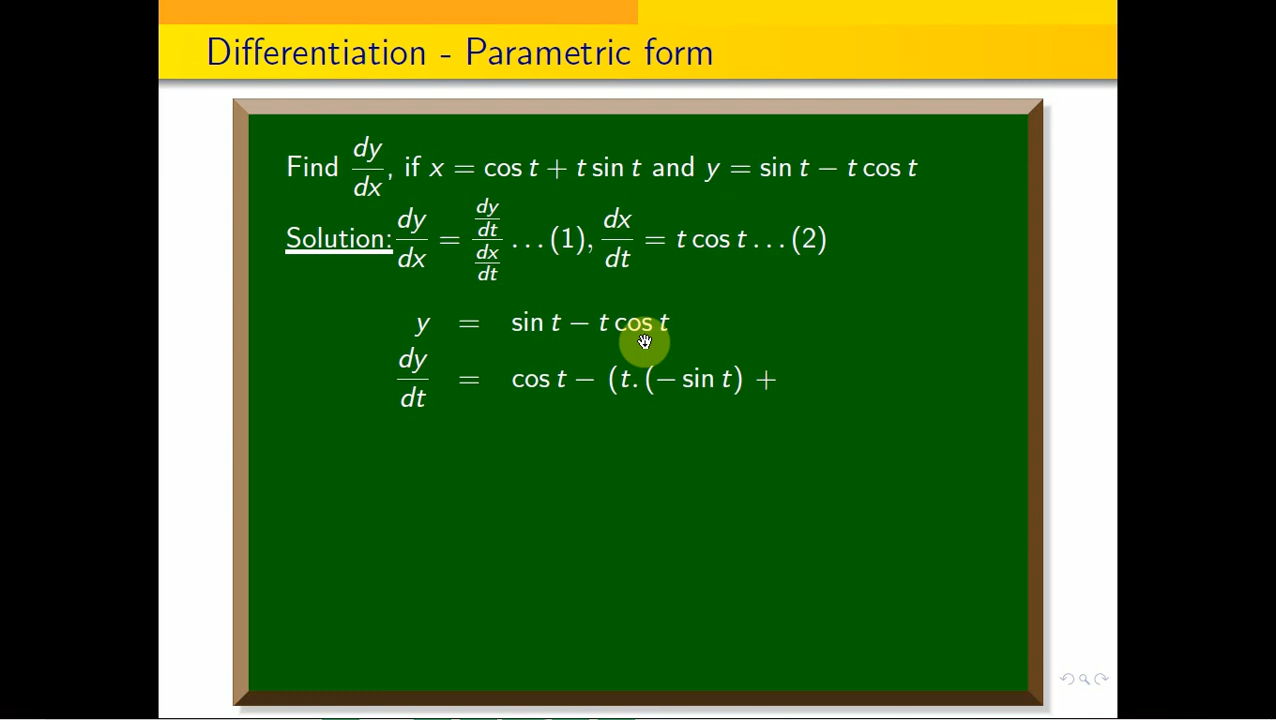 Differentiation - Parametric form
Find dy/dx, if x = cos t + t sin t and y = sin t − t cos t
Solution: dy/dx = (dy/dt)/(dx/dt) . . . (1), dx/dt = t cos t . . . (2)
y = sin t − t cos t
dy/dt = cos t − (t. (− sin t) +